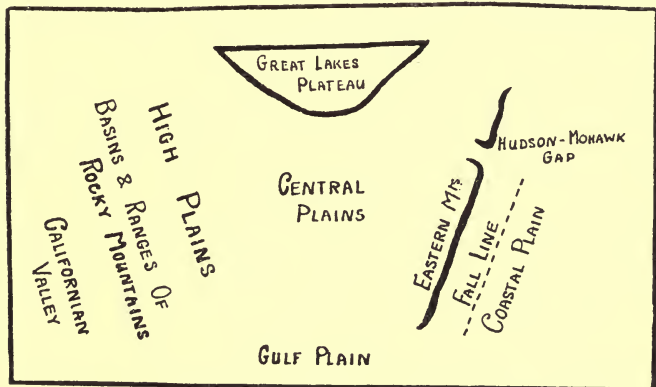 GREAT LAKES
PLATEAU
HIGH PLAINS
BASINS & RANGES OF
ROCKY MOUNTAINS
CALIFORNIAN
VALLEY
CENTRAL
PLAINS
HUDSON-MOHAWK
GAP
EASTERN MTS.
FALL LINE
COASTAL PLAIN
GULF PLAIN